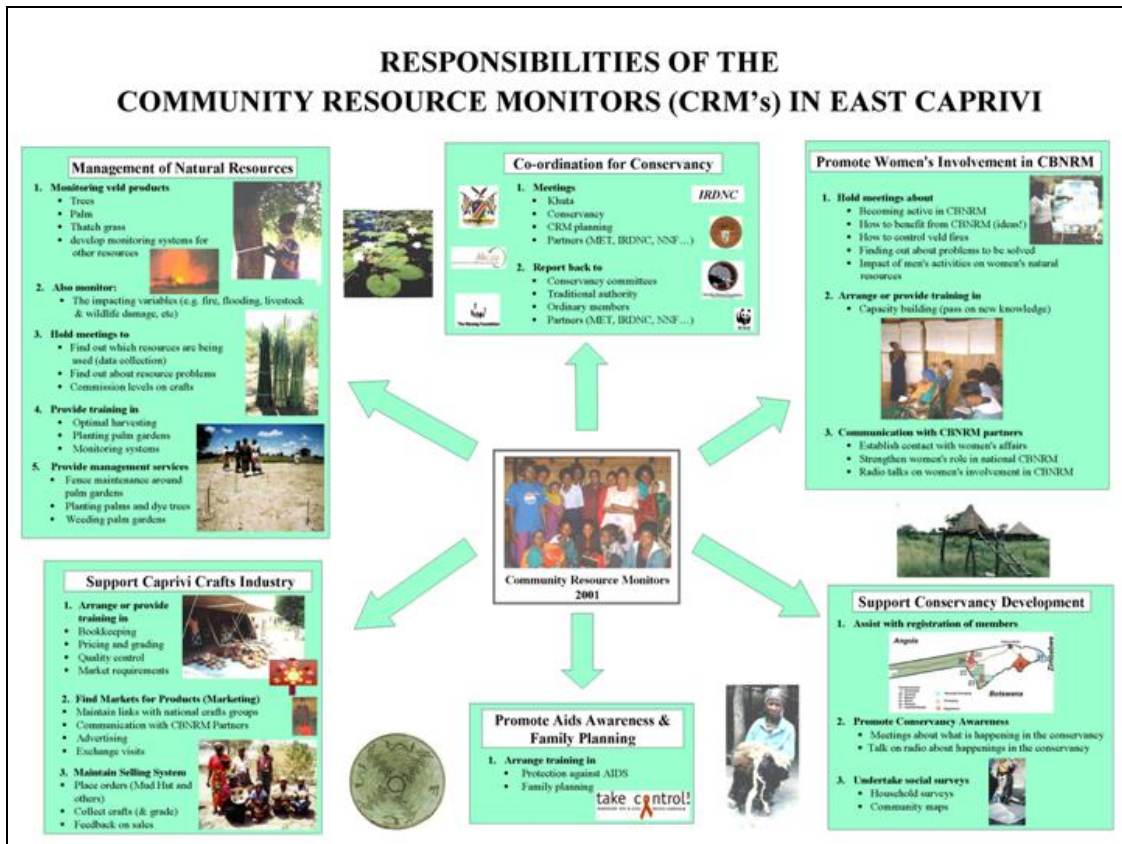 RESPONSIBILITIES OF THE
COMMUNITY RESOURCE MONITORS (CRM's) IN EAST CAPRIVI
Management of Natural Resources
1. Monitoring veld products
▪ Trees
▪ Palm
▪ Thatch grass
▪ develop monitoring systems for
other resources
2. Also monitor:
▪ The impacting variables (e.g. fire, flooding, livestock
& wildlife damage, etc)
3. Hold meetings to
▪ Find out which resources are being
used (data collection)
▪ Find out about resource problems
▪ Commission levels on crafts
4. Provide training in
▪ Optimal harvesting
▪ Planting palm gardens
▪ Monitoring systems
5. Provide management services
▪ Fence maintenance around
palm gardens
▪ Planting palms and dye trees
▪ Weeding palm gardens
Co-ordination for Conservancy
1. Meetings
▪ Khuta
▪ Conservancy
▪ CRM planning
▪ Partners (MET, IRDNC, NNF…)
2. Report back to
▪ Conservancy committees
▪ Traditional authority
▪ Ordinary members
▪ Partners (MET, IRDNC, NNF…)
IRDNC
WWF
Promote Women's Involvement in CBNRM
1. Hold meetings about
▪ Becoming active in CBNRM
▪ How to benefit from CBNRM (ideas!)
▪ How to control veld fires
▪ Finding out about problems to be solved
▪ Impact of men's activities on women's natural
resources
2. Arrange or provide training in
▪ Capacity building (pass on new knowledge)
3. Communication with CBNRM partners
▪ Establish contact with women's affairs
▪ Strengthen women's role in national CBNRM
▪ Radio talks on women's involvement in CBNRM
Community Resource Monitors
2001
Support Caprivi Crafts Industry
1. Arrange or provide
training in
▪ Bookkeeping
▪ Pricing and grading
▪ Quality control
▪ Market requirements
2. Find Markets for Products (Marketing)
▪ Maintain links with national crafts groups
▪ Communication with CBNRM Partners
▪ Advertising
▪ Exchange visits
3. Maintain Selling System
▪ Place orders (Mud Hut and
others)
▪ Collect crafts (& grade)
▪ Feedback on sales
Promote Aids Awareness &
Family Planning
1. Arrange training in
▪ Protection against AIDS
▪ Family planning
take control!
Support Conservancy Development
1. Assist with registration of members
Angola
Zimbabwe
Botswana
2. Promote Conservancy Awareness
▪ Meetings about what is happening in the conservancy
▪ Talk on radio about happenings in the conservancy
3. Undertake social surveys
▪ Household surveys
▪ Community maps